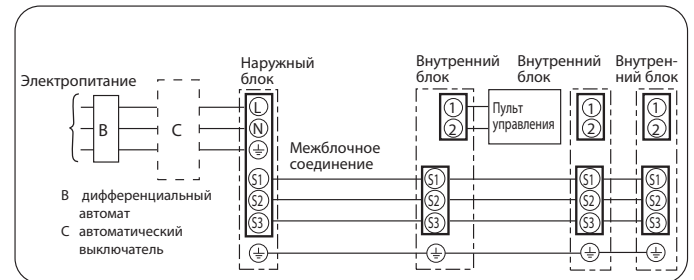 Электропитание
B
C
Наружный
блок
L
N
Межблочное
соединение
S1
S2
S3
Внутренний
блок
1
2
Пульт
управления
S1
S2
S3
Внутренний
блок
1
2
S1
S2
S3
Внутрен-
ний блок
1
2
S1
S2
S3
B дифференциальный
автомат
C автоматический
выключатель